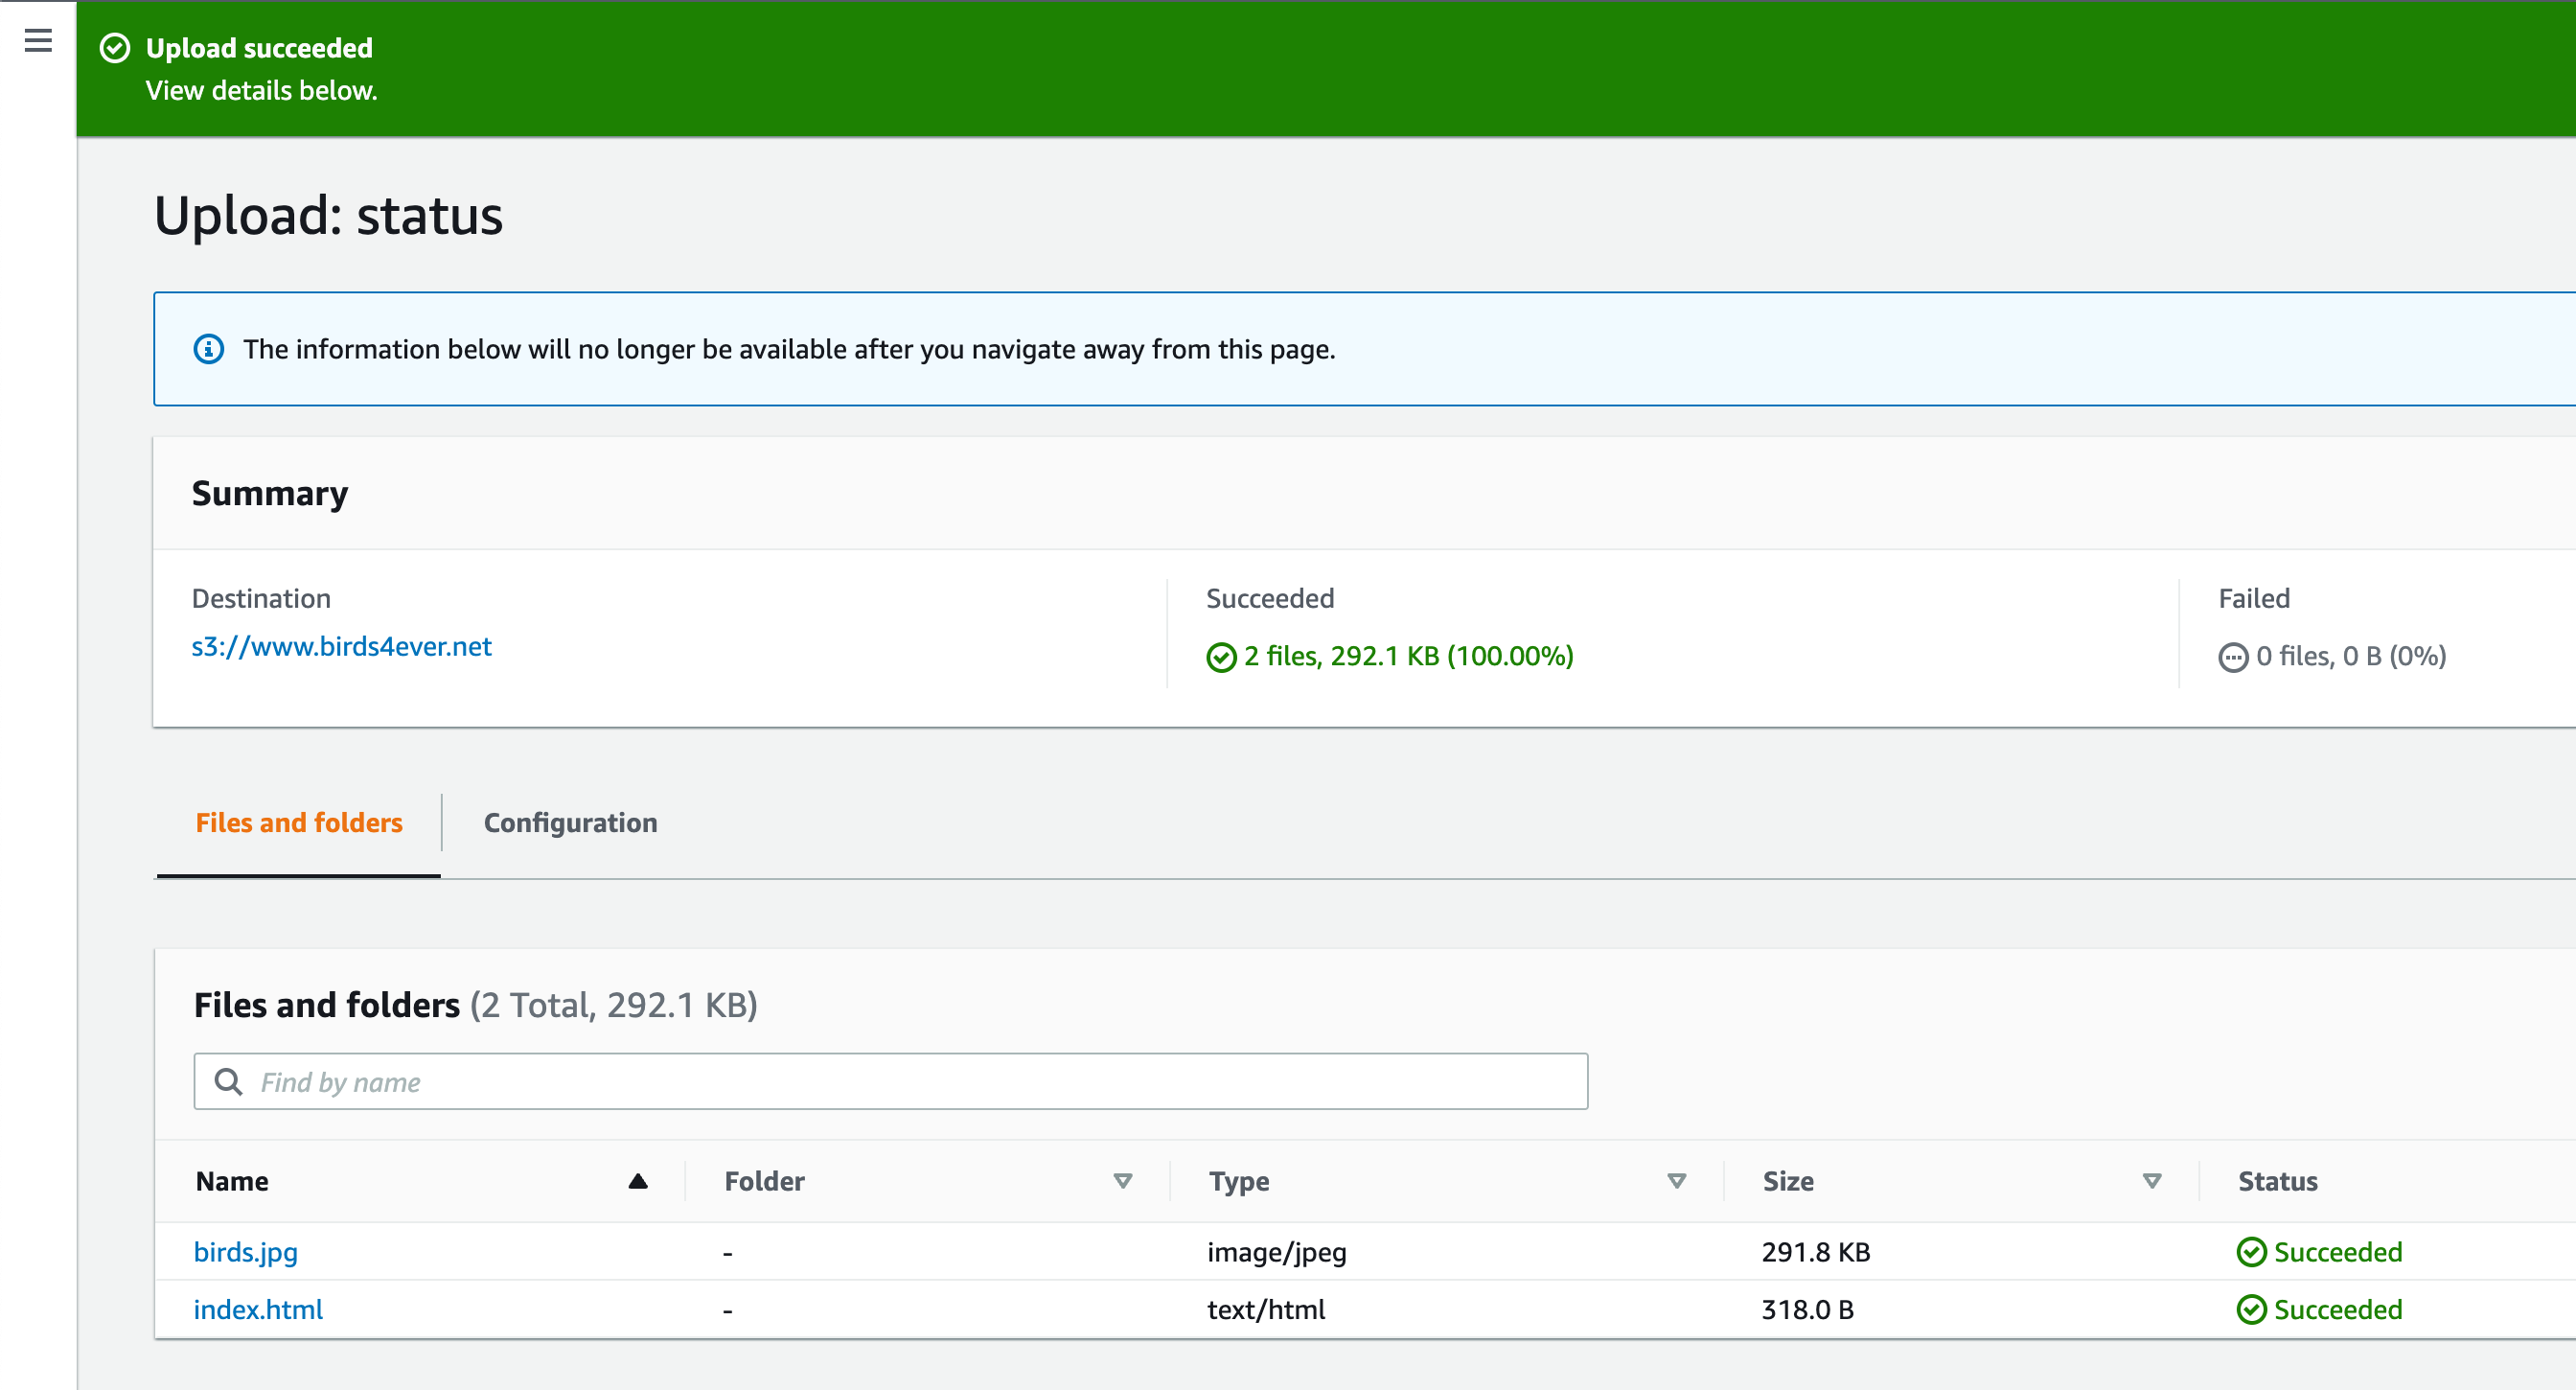 Upload succeeded
View details below.
Upload: status
The information below will no longer be available after you navigate away from this page.
Summary
Destination
s3://www.birds4ever.net
Succeeded
2 files, 292.1 KB (100.00%)
Failed
0 files, 0 B (0%)
Files and folders
Configuration
Files and folders (2 Total, 292.1 KB)
Find by name
Name Folder Type Size Status
birds.jpg - image/jpeg 291.8 KB Succeeded
index.html - text/html 318.0 B Succeeded